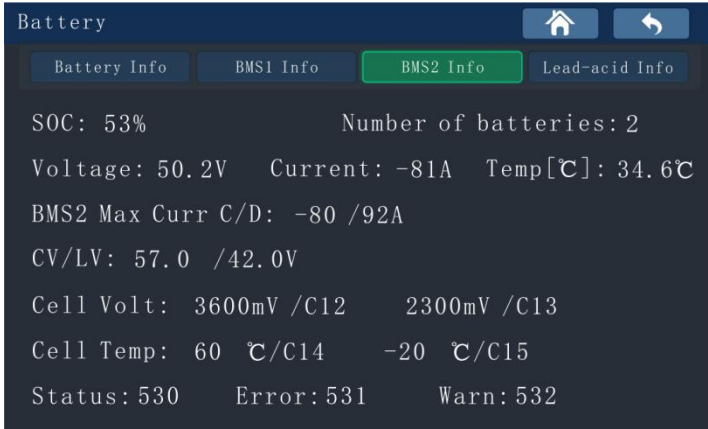 Battery
Battery Info BMS1 Info BMS2 Info Lead-acid Info
SOC: 53% Number of batteries: 2
Voltage: 50.2V Current: -81A Temp[℃]: 34.6℃
BMS2 Max Curr C/D: -80 /92A
CV/LV: 57.0 /42.0V
Cell Volt: 3600mV /C12 2300mV /C13
Cell Temp: 60 ℃/C14 -20 ℃/C15
Status: 530 Error: 531 Warn: 532